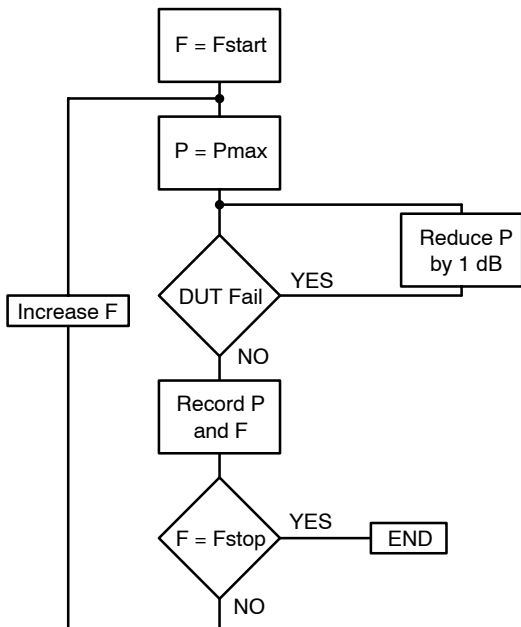 F = Fstart
P = Pmax
Reduce P
by 1 dB
DUT Fail
YES
Increase F
NO
Record P
and F
F = Fstop
YES
END
NO